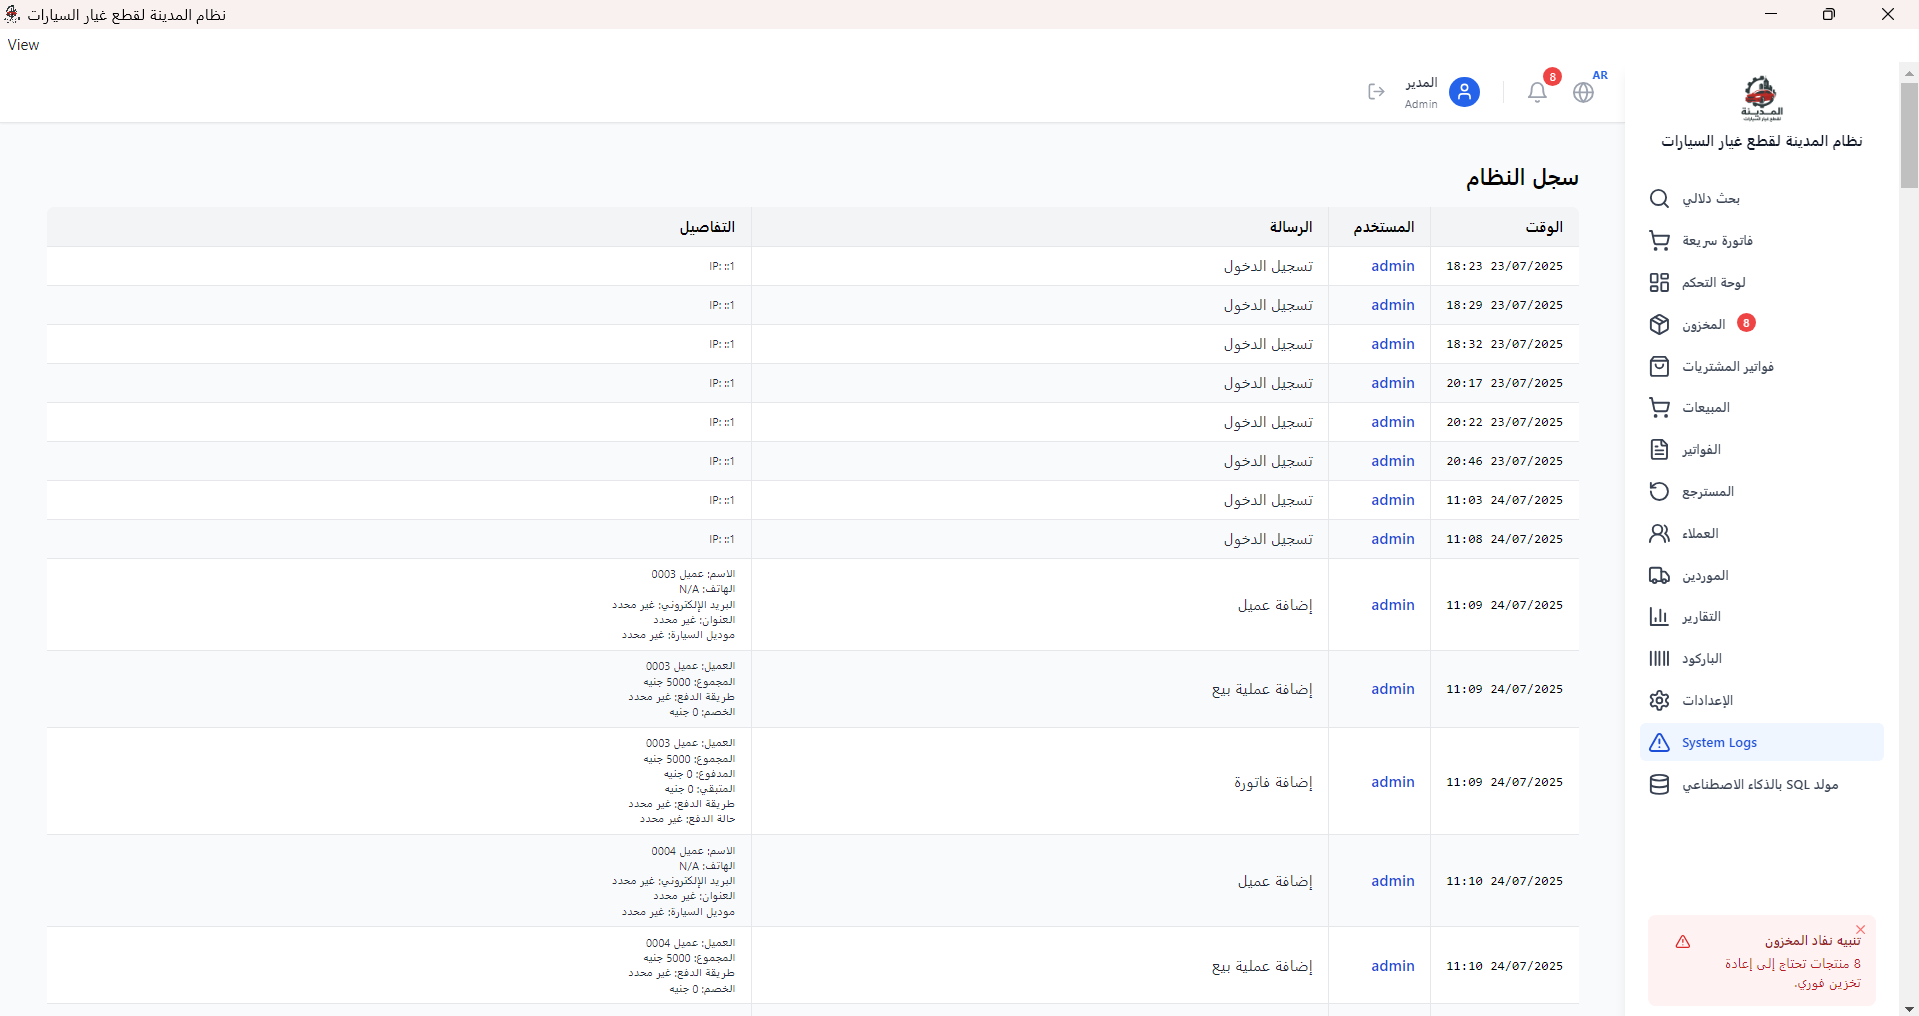 نظام المدينة لقطع غيار السيارات
View
AR
8
المدير
Admin
المدينة
لقطع غيار السيارات
نظام المدينة لقطع غيار السيارات
بحث دلالي
فاتورة سريعة
لوحة التحكم
المخزون 8
فواتير المشتريات
المبيعات
الفواتير
المسترجع
العملاء
الموردين
التقارير
الباركود
الإعدادات
System Logs
مولد SQL بالذكاء الاصطناعي
تنبيه نفاد المخزون
8 منتجات تحتاج إلى إعادة
تخزين فوري.
سجل النظام
الوقت المستخدم الرسالة التفاصيل
18:23 23/07/2025 admin تسجيل الدخول IP: ::1
18:29 23/07/2025 admin تسجيل الدخول IP: ::1
18:32 23/07/2025 admin تسجيل الدخول IP: ::1
20:17 23/07/2025 admin تسجيل الدخول IP: ::1
20:22 23/07/2025 admin تسجيل الدخول IP: ::1
20:46 23/07/2025 admin تسجيل الدخول IP: ::1
11:03 24/07/2025 admin تسجيل الدخول IP: ::1
11:08 24/07/2025 admin تسجيل الدخول IP: ::1
11:09 24/07/2025 admin إضافة عميل
الاسم: عميل 0003
الهاتف: N/A
البريد الإلكتروني: غير محدد
العنوان: غير محدد
موديل السيارة: غير محدد
11:09 24/07/2025 admin إضافة عملية بيع
العميل: عميل 0003
المجموع: 5000 جنيه
طريقة الدفع: غير محدد
الخصم: 0 جنيه
11:09 24/07/2025 admin إضافة فاتورة
العميل: عميل 0003
المجموع: 5000 جنيه
المدفوع: 0 جنيه
المتبقي: 0 جنيه
طريقة الدفع: غير محدد
حالة الدفع: غير محدد
11:10 24/07/2025 admin إضافة عميل
الاسم: عميل 0004
الهاتف: N/A
البريد الإلكتروني: غير محدد
العنوان: غير محدد
موديل السيارة: غير محدد
11:10 24/07/2025 admin إضافة عملية بيع
العميل: عميل 0004
المجموع: 5000 جنيه
طريقة الدفع: غير محدد
الخصم: 0 جنيه